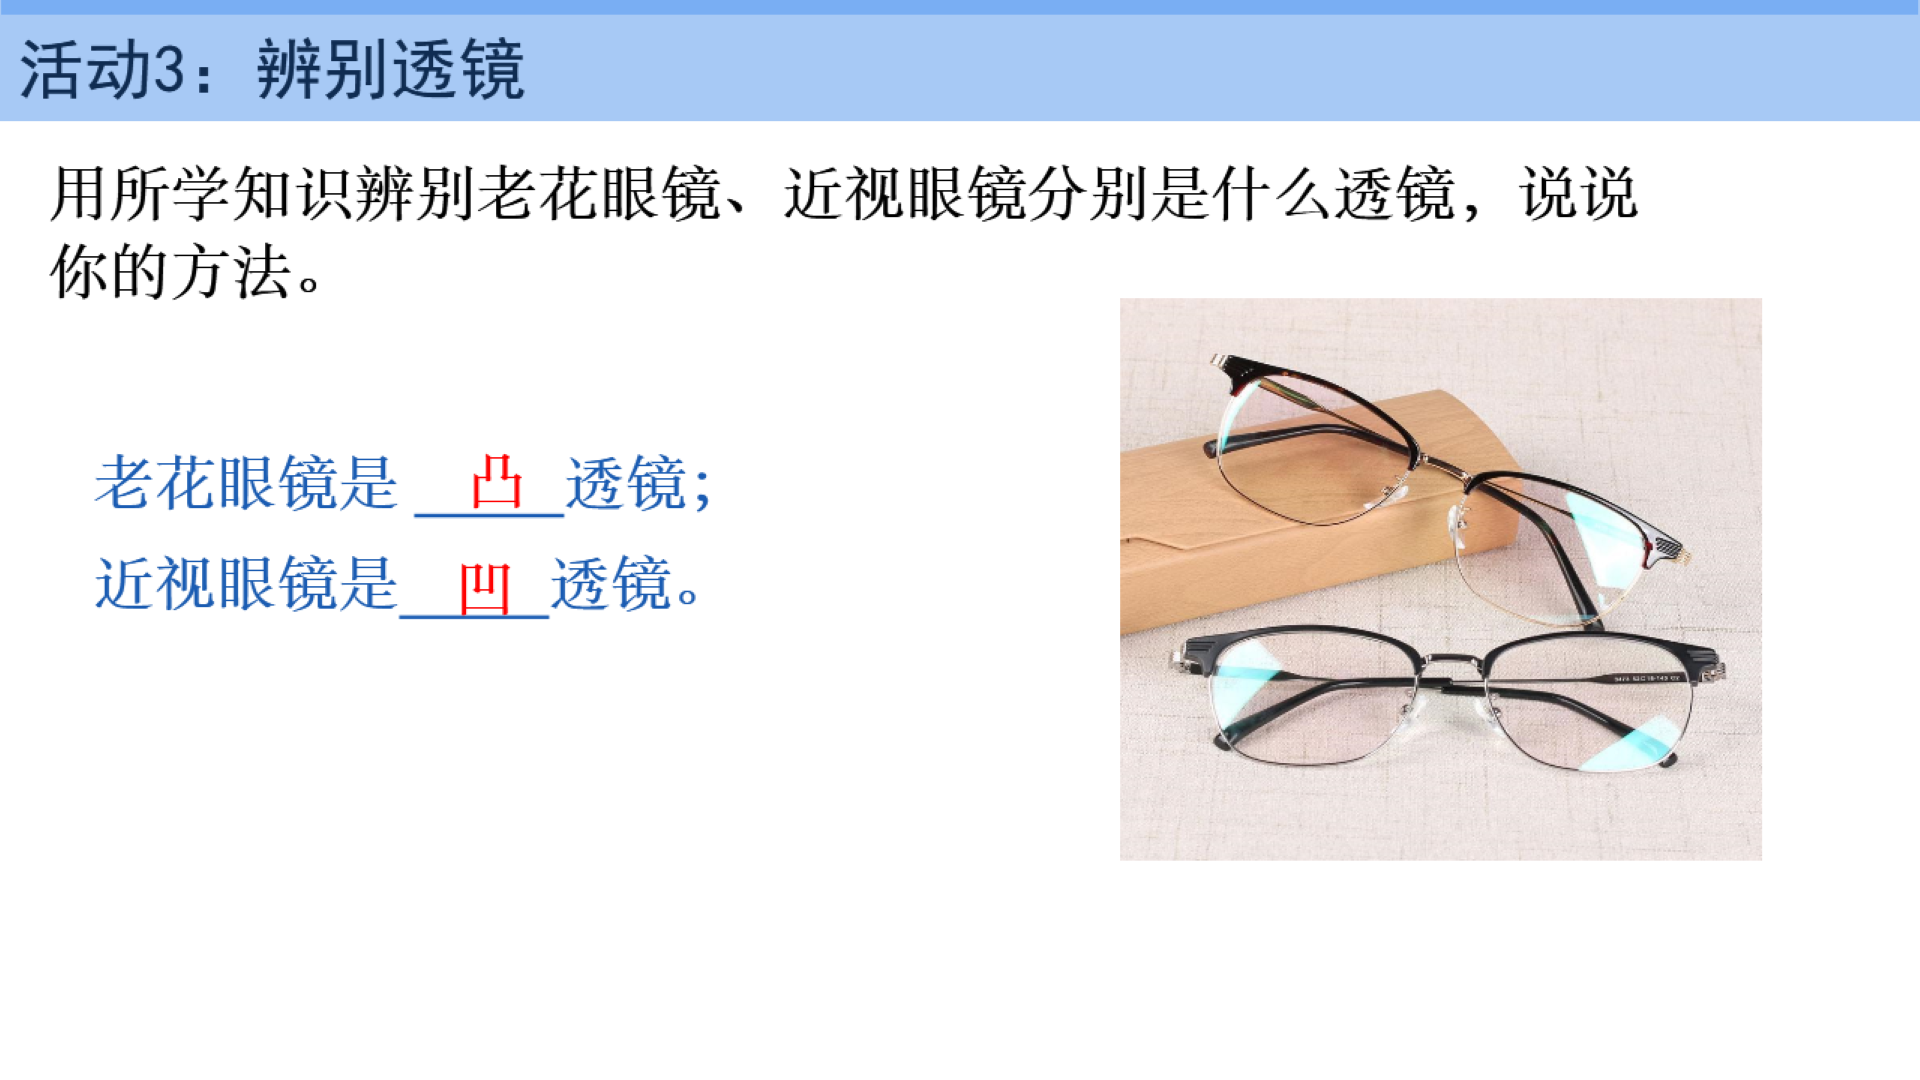 活动3：辨别透镜
用所学知识辨别老花眼镜、近视眼镜分别是什么透镜，说说
你的方法。
老花眼镜是 凸 透镜；
近视眼镜是 凹 透镜。